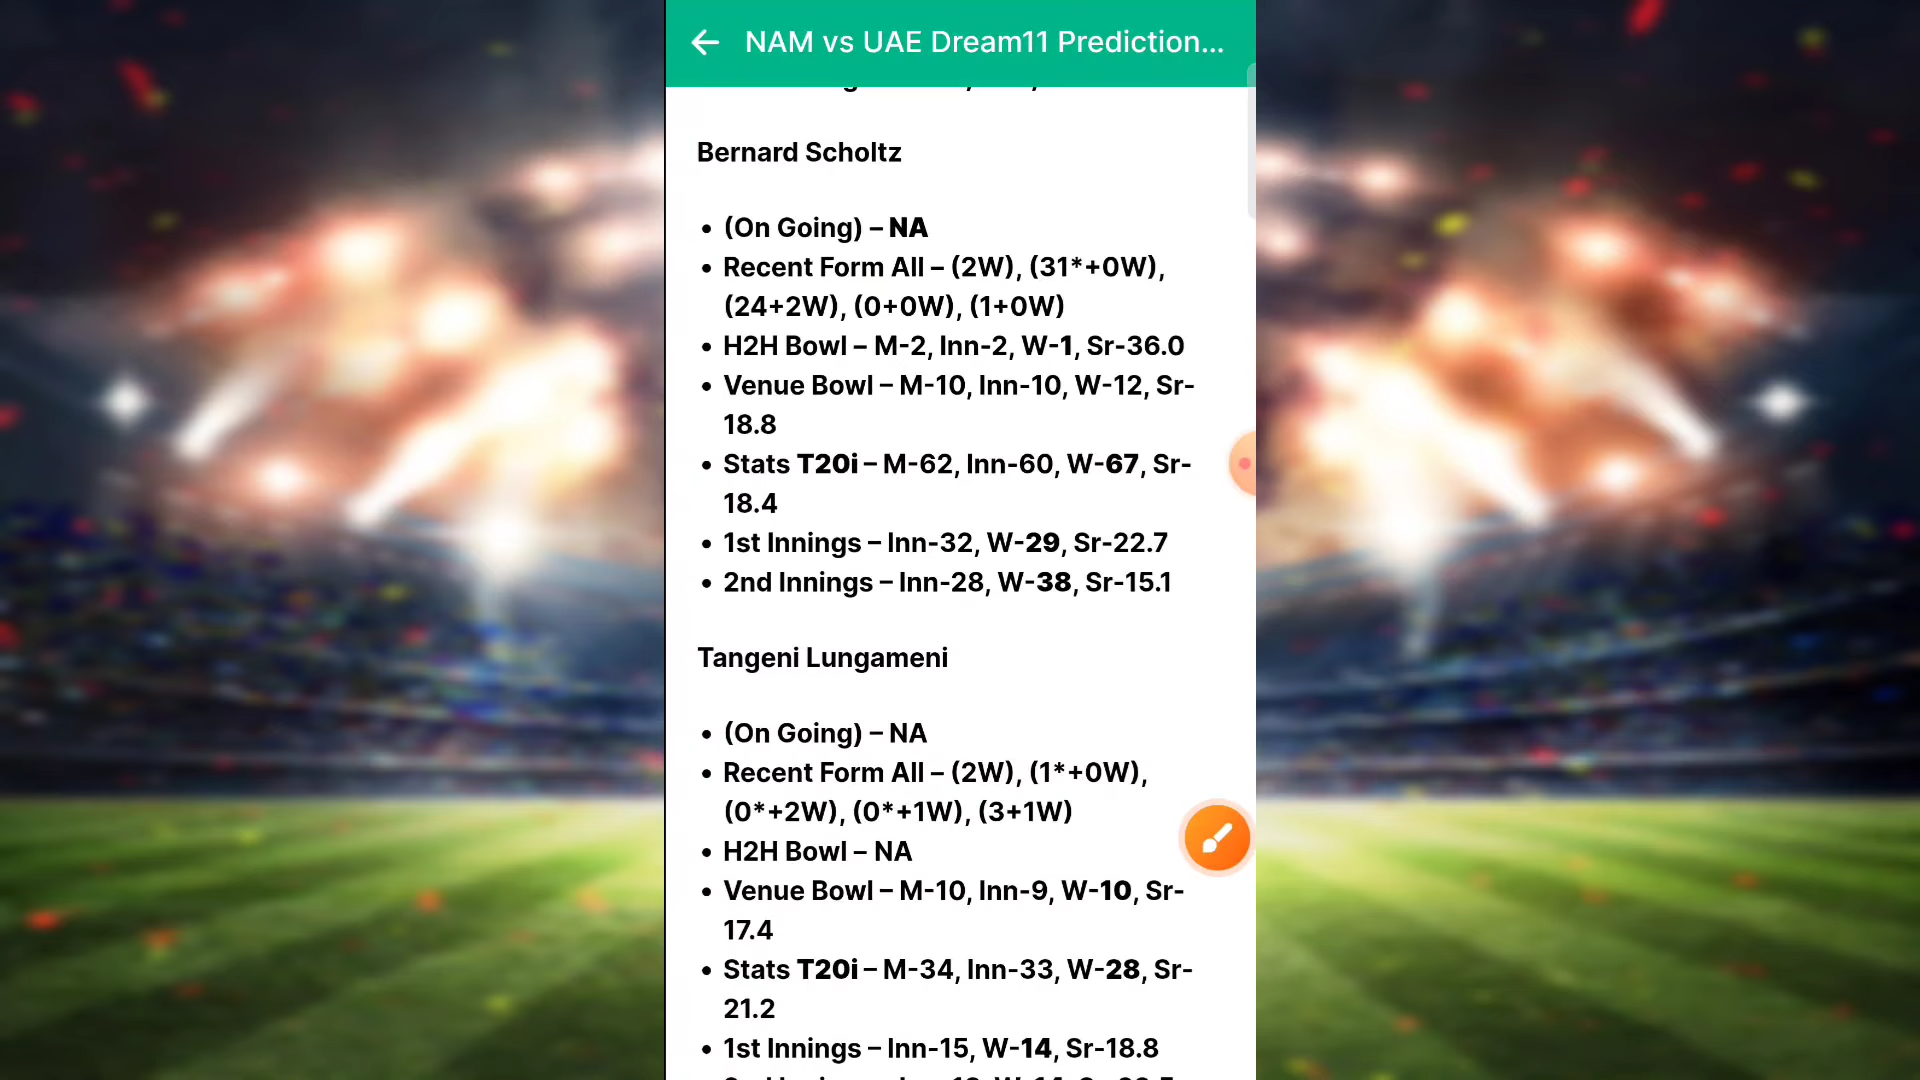 NAM vs UAE Dream11 Prediction...
Bernard Scholtz
• (On Going) – NA
• Recent Form All – (2W), (31*+0W),
(24+2W), (0+0W), (1+0W)
• H2H Bowl – M-2, Inn-2, W-1, Sr-36.0
• Venue Bowl – M-10, Inn-10, W-12, Sr-
18.8
• Stats T20i – M-62, Inn-60, W-67, Sr-
18.4
• 1st Innings – Inn-32, W-29, Sr-22.7
• 2nd Innings – Inn-28, W-38, Sr-15.1
Tangeni Lungameni
• (On Going) – NA
• Recent Form All – (2W), (1*+0W),
(0*+2W), (0*+1W), (3+1W)
• H2H Bowl – NA
• Venue Bowl – M-10, Inn-9, W-10, Sr-
17.4
• Stats T20i – M-34, Inn-33, W-28, Sr-
21.2
• 1st Innings – Inn-15, W-14, Sr-18.8